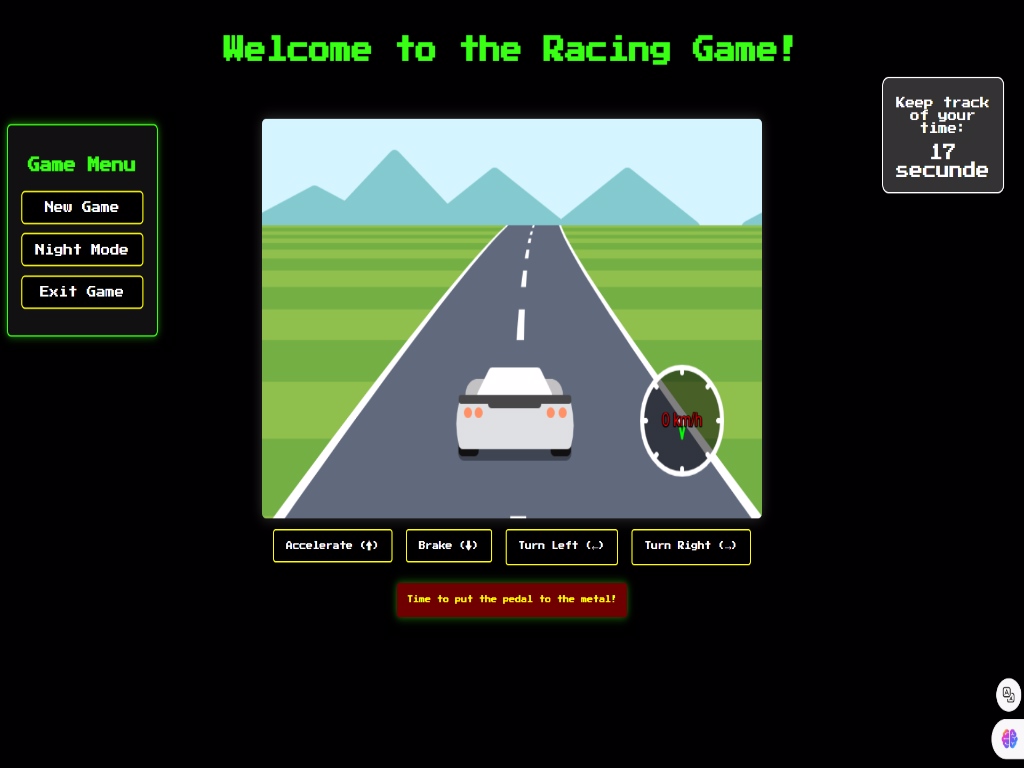 Welcome to the Racing Game!
Keep track
of your
time:
17
secunde
Game Menu
New Game
Night Mode
Exit Game
0 km/h
Accelerate (↑)
Brake (↓)
Turn Left (←)
Turn Right (→)
Time to put the pedal to the metal!